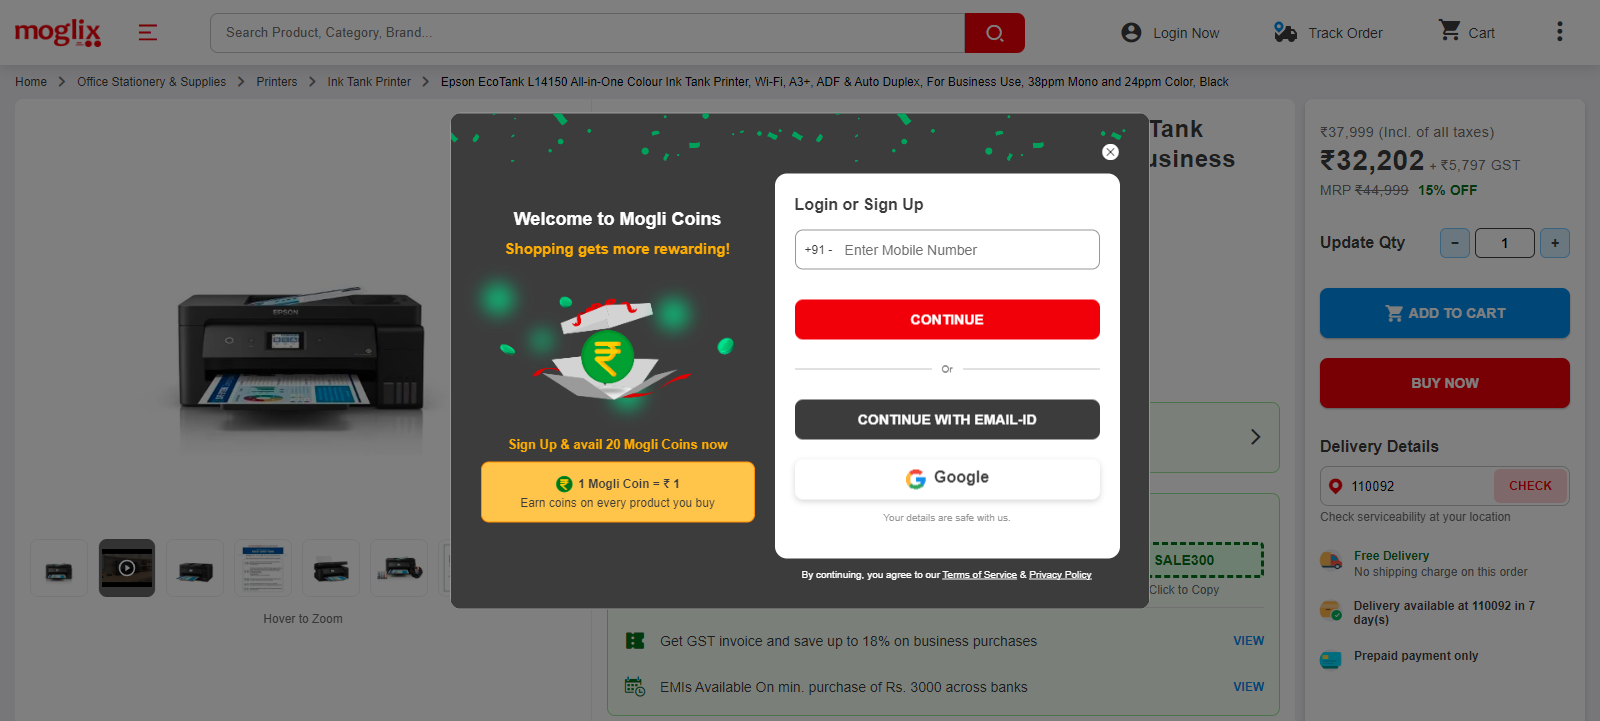 moglix
Search Product, Category, Brand...
Login Now
Track Order
Cart
Home
Office Stationery & Supplies
Printers
Ink Tank Printer
Epson EcoTank L14150 All-in-One Colour Ink Tank Printer, Wi-Fi, A3+, ADF & Auto Duplex, For Business Use, 38ppm Mono and 24ppm Color, Black
EPSON
Hover to Zoom
Tank
usiness
Welcome to Mogli Coins
Shopping gets more rewarding!
Sign Up & avail 20 Mogli Coins now
1 Mogli Coin = ₹ 1
Earn coins on every product you buy
Login or Sign Up
+91 - Enter Mobile Number
CONTINUE
Or
CONTINUE WITH EMAIL-ID
Google
Your details are safe with us.
By continuing, you agree to our Terms of Service & Privacy Policy
SALE300
Click to Copy
Get GST invoice and save up to 18% on business purchases
VIEW
EMIs Available On min. purchase of Rs. 3000 across banks
VIEW
₹37,999 (Incl. of all taxes)
₹32,202 + ₹5,797 GST
MRP ₹44,999 15% OFF
Update Qty - 1 +
ADD TO CART
BUY NOW
Delivery Details
110092 CHECK
Check serviceability at your location
Free Delivery
No shipping charge on this order
Delivery available at 110092 in 7
day(s)
Prepaid payment only